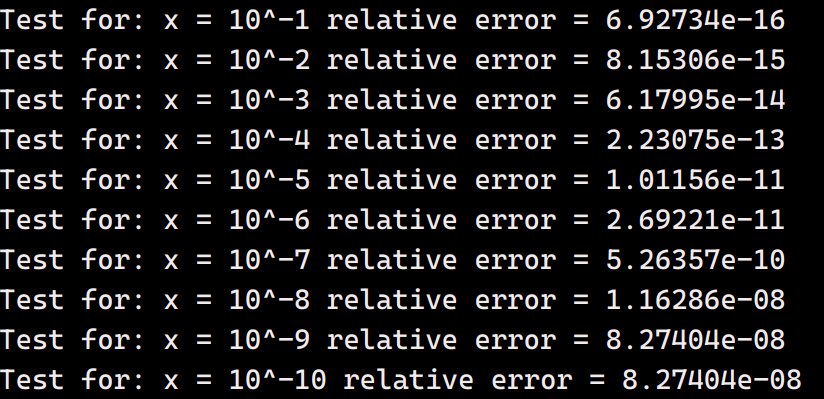 Test for: x = 10^-1 relative error = 6.92734e-16
Test for: x = 10^-2 relative error = 8.15306e-15
Test for: x = 10^-3 relative error = 6.17995e-14
Test for: x = 10^-4 relative error = 2.23075e-13
Test for: x = 10^-5 relative error = 1.01156e-11
Test for: x = 10^-6 relative error = 2.69221e-11
Test for: x = 10^-7 relative error = 5.26357e-10
Test for: x = 10^-8 relative error = 1.16286e-08
Test for: x = 10^-9 relative error = 8.27404e-08
Test for: x = 10^-10 relative error = 8.27404e-08